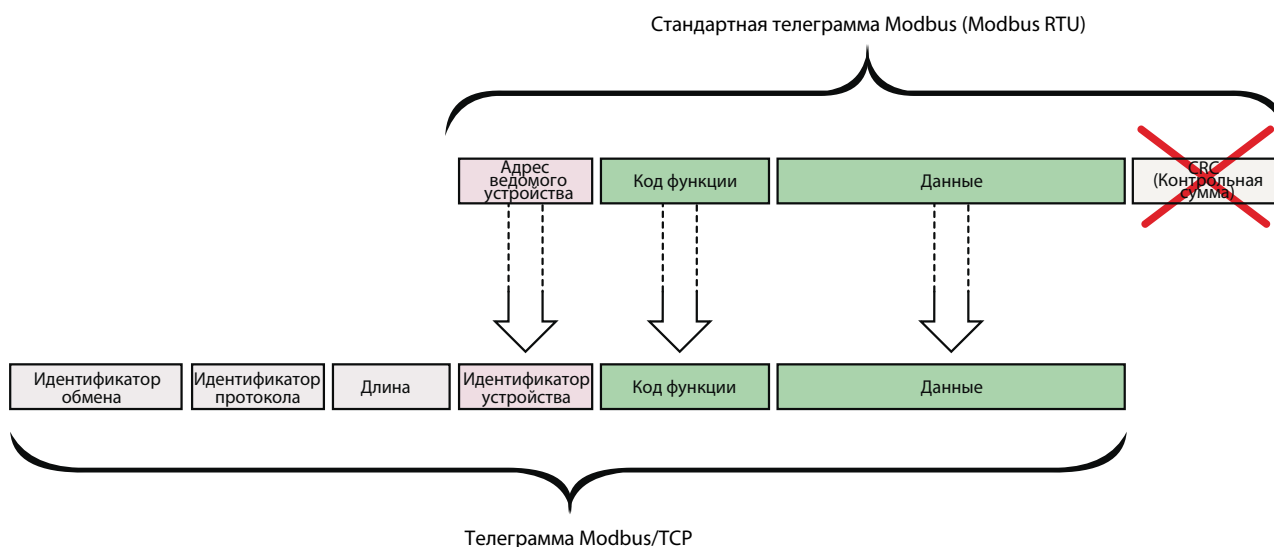 Стандартная телеграмма Modbus (Modbus RTU)
Адрес
ведомого
устройства
Код функции
Данные
CRC
(Контрольная
сумма)
Идентификатор
обмена
Идентификатор
протокола
Длина
Идентификатор
устройства
Код функции
Данные
Телеграмма Modbus/TCP